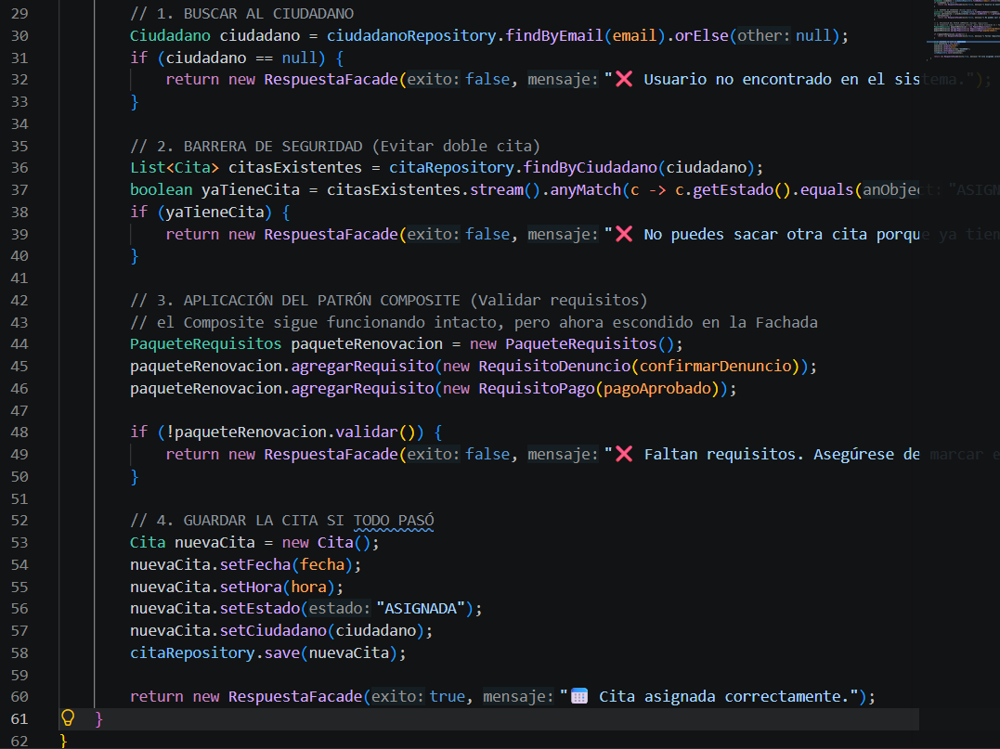 29 // 1. BUSCAR AL CIUDADANO
30 Ciudadano ciudadano = ciudadanoRepository.findByEmail(email).orElse(other: null);
31 if (ciudadano == null) {
32 return new RespuestaFacade(exito: false, mensaje: "❌ Usuario no encontrado en el sistema.");
33 }
34
35 // 2. BARRERA DE SEGURIDAD (Evitar doble cita)
36 List<Cita> citasExistentes = citaRepository.findByCiudadano(ciudadano);
37 boolean yaTieneCita = citasExistentes.stream().anyMatch(c -> c.getEstado().equals(anObject: "ASIGN
38 if (yaTieneCita) {
39 return new RespuestaFacade(exito: false, mensaje: "❌ No puedes sacar otra cita porque ya tien
40 }
41
42 // 3. APLICACIÓN DEL PATRÓN COMPOSITE (Validar requisitos)
43 // el Composite sigue funcionando intacto, pero ahora escondido en la Fachada
44 PaqueteRequisitos paqueteRenovacion = new PaqueteRequisitos();
45 paqueteRenovacion.agregarRequisito(new RequisitoDenuncio(confirmarDenuncio));
46 paqueteRenovacion.agregarRequisito(new RequisitoPago(pagoAprobado));
47
48 if (!paqueteRenovacion.validar()) {
49 return new RespuestaFacade(exito: false, mensaje: "❌ Faltan requisitos. Asegúrese de marcar
50 }
51
52 // 4. GUARDAR LA CITA SI TODO PASÓ
53 Cita nuevaCita = new Cita();
54 nuevaCita.setFecha(fecha);
55 nuevaCita.setHora(hora);
56 nuevaCita.setEstado(estado: "ASIGNADA");
57 nuevaCita.setCiudadano(ciudadano);
58 citaRepository.save(nuevaCita);
59
60 return new RespuestaFacade(exito: true, mensaje: "📅 Cita asignada correctamente.");
61 }
62 }